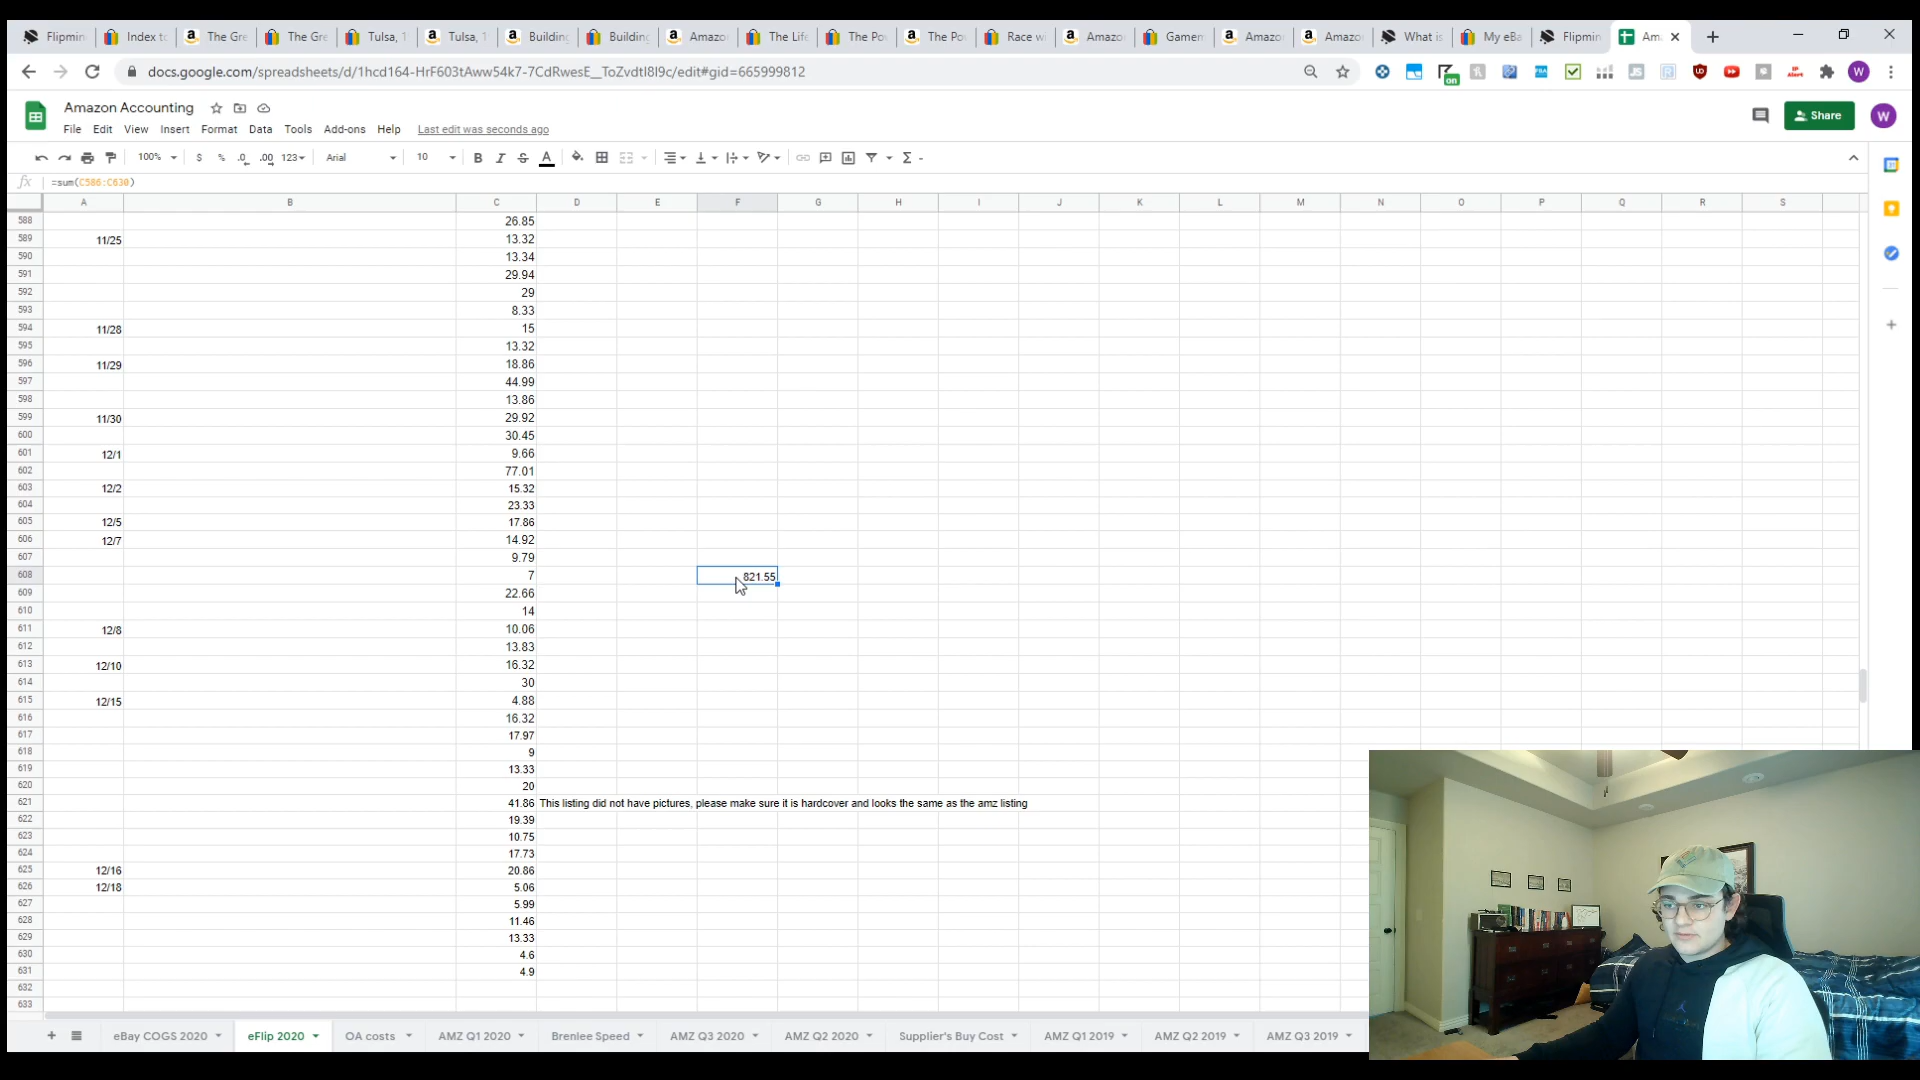 Flipmin
Index to
The Gre
The Gre
Tulsa, 1
Tulsa, 1
Building
Building
Amazo
The Life
The Po
The Po
Race wi
Amazo
Gamem
Amazo
Amazo
What is
My eBa
Flipmin
Am
docs.google.com/spreadsheets/d/1hcd164-HrF603tAww54k7-7CdRwesE__ToZvdtI8I9c/edit#gid=665999812
Amazon Accounting
File Edit View Insert Format Data Tools Add-ons Help Last edit was seconds ago
Share
W
100% $ % .0 .00 123 Arial 10 B I S A
fx =sum(C586:C630)
A B C D E F G H I J K L M N O P Q R S
588 26.85
589 11/25 13.32
590 13.34
591 29.94
592 29
593 8.33
594 11/28 15
595 13.32
596 11/29 18.86
597 44.99
598 13.86
599 11/30 29.92
600 30.45
601 12/1 9.66
602 77.01
603 12/2 15.32
604 23.33
605 12/5 17.86
606 12/7 14.92
607 9.79
608 7 821.55
609 22.66
610 14
611 12/8 10.06
612 13.83
613 12/10 16.32
614 30
615 12/15 4.88
616 16.32
617 17.97
618 9
619 13.33
620 20
621 41.86 This listing did not have pictures, please make sure it is hardcover and looks the same as the amz listing
622 19.39
623 10.75
624 17.73
625 12/16 20.86
626 12/18 5.06
627 5.99
628 11.46
629 13.33
630 4.6
631 4.9
632
633
eBay COGS 2020 eFlip 2020 OA costs AMZ Q1 2020 Brenlee Speed AMZ Q3 2020 AMZ Q2 2020 Supplier's Buy Cost AMZ Q1 2019 AMZ Q2 2019 AMZ Q3 2019